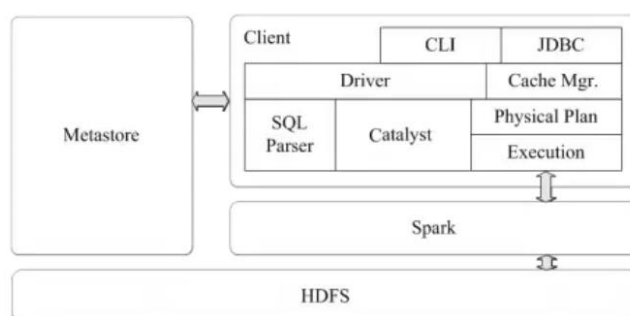 Client
CLI
JDBC
Driver
Cache Mgr.
Metastore
SQL
Parser
Catalyst
Physical Plan
Execution
Spark
HDFS